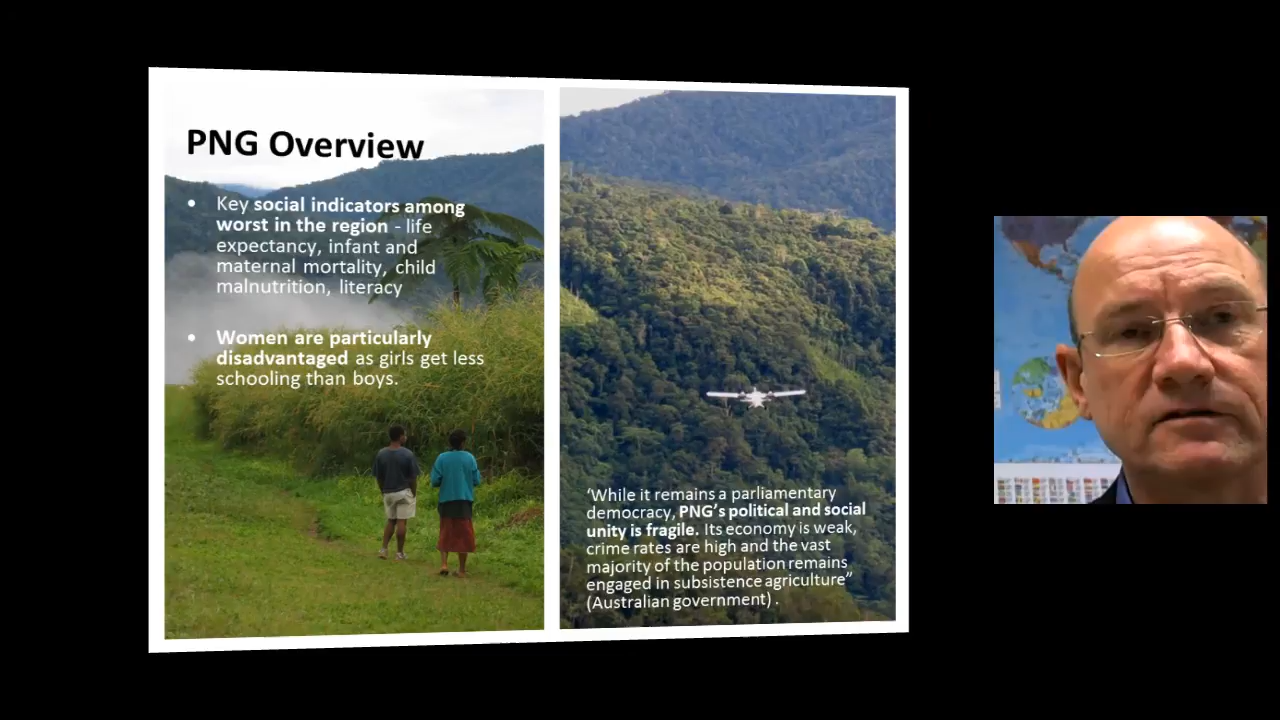 PNG Overview
• Key social indicators among
worst in the region - life
expectancy, infant and
maternal mortality, child
malnutrition, literacy
• Women are particularly
disadvantaged as girls get less
schooling than boys.
‘While it remains a parliamentary
democracy, PNG’s political and social
unity is fragile. Its economy is weak,
crime rates are high and the vast
majority of the population remains
engaged in subsistence agriculture”
(Australian government) .